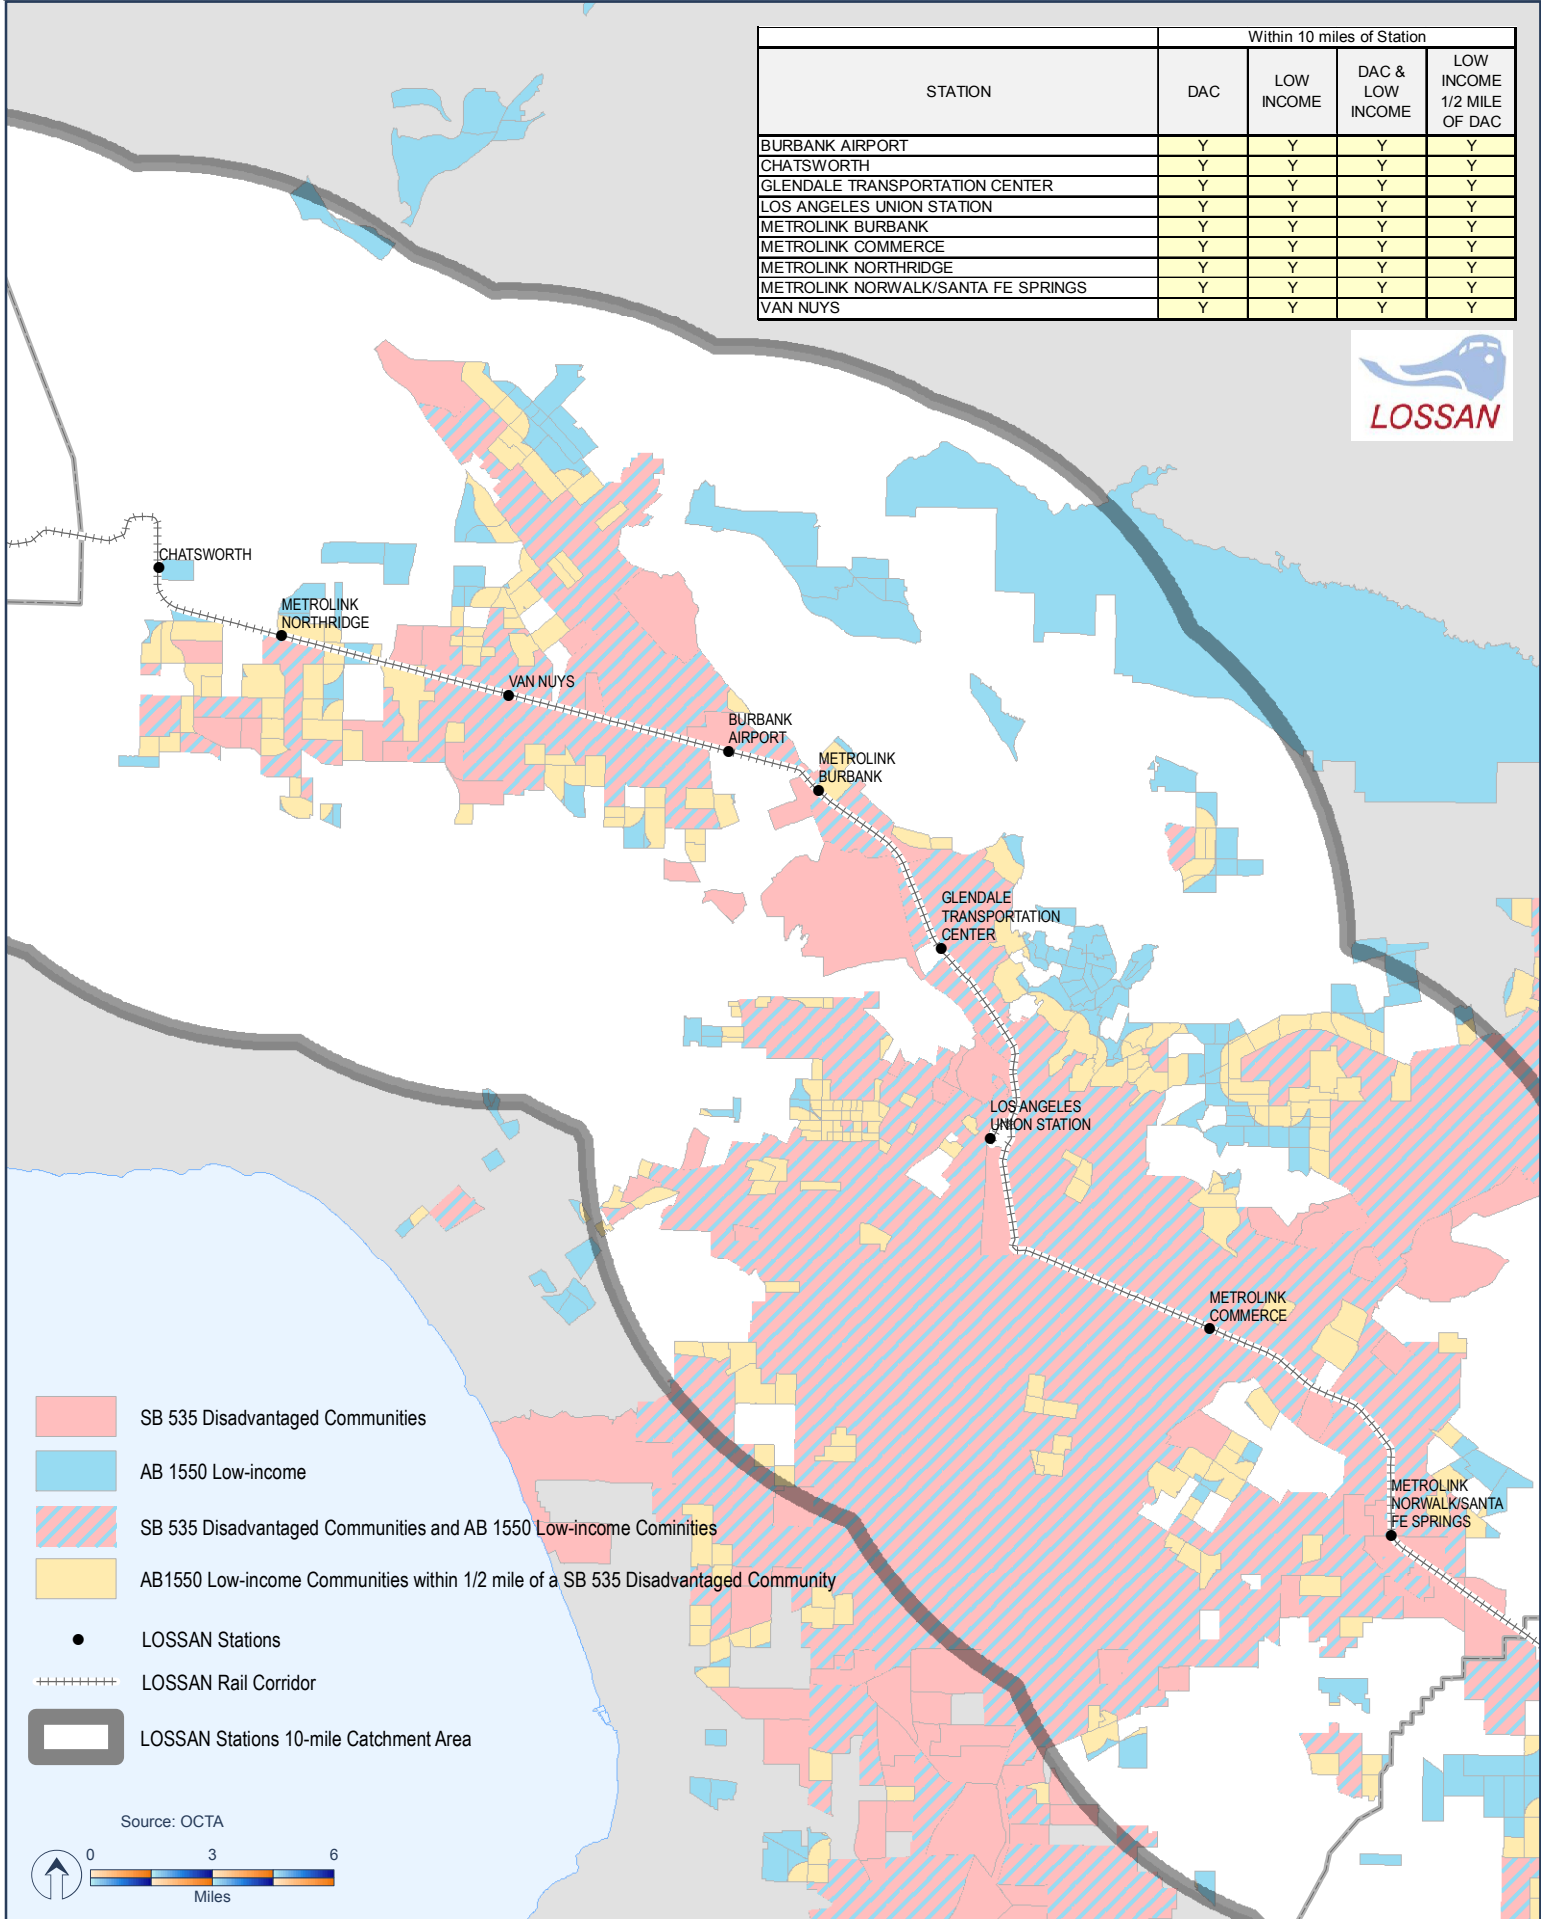 Within 10 miles of Station
STATION DAC LOW INCOME DAC & LOW INCOME LOW INCOME 1/2 MILE OF DAC
BURBANK AIRPORT Y Y Y Y
CHATSWORTH Y Y Y Y
GLENDALE TRANSPORTATION CENTER Y Y Y Y
LOS ANGELES UNION STATION Y Y Y Y
METROLINK BURBANK Y Y Y Y
METROLINK COMMERCE Y Y Y Y
METROLINK NORTHRIDGE Y Y Y Y
METROLINK NORWALK/SANTA FE SPRINGS Y Y Y Y
VAN NUYS Y Y Y Y
LOSSAN
CHATSWORTH
METROLINK
NORTHRIDGE
VAN NUYS
BURBANK
AIRPORT
METROLINK
BURBANK
GLENDALE
TRANSPORTATION
CENTER
LOS ANGELES
UNION STATION
METROLINK
COMMERCE
METROLINK
NORWALK/SANTA
FE SPRINGS
SB 535 Disadvantaged Communities
AB 1550 Low-income
SB 535 Disadvantaged Communities and AB 1550 Low-income Cominities
AB1550 Low-income Communities within 1/2 mile of a SB 535 Disadvantaged Community
LOSSAN Stations
LOSSAN Rail Corridor
LOSSAN Stations 10-mile Catchment Area
Source: OCTA
0 3 6
Miles